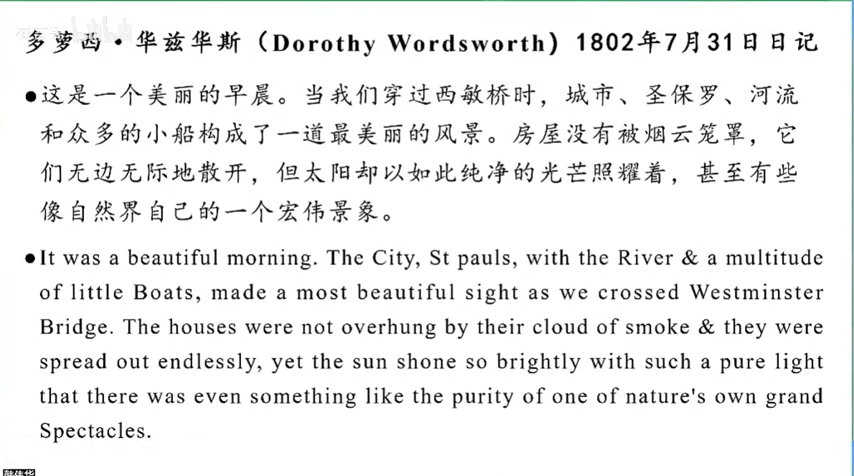 多萝西·华兹华斯（Dorothy Wordsworth）1802年7月31日日记
●这是一个美丽的早晨。当我们穿过西敏桥时，城市、圣保罗、河流
和众多的小船构成了一道最美丽的风景。房屋没有被烟云笼罩，它
们无边无际地散开，但太阳却以如此纯净的光芒照耀着，甚至有些
像自然界自己的一个宏伟景象。
●It was a beautiful morning. The City, St pauls, with the River & a multitude
of little Boats, made a most beautiful sight as we crossed Westminster
Bridge. The houses were not overhung by their cloud of smoke & they were
spread out endlessly, yet the sun shone so brightly with such a pure light
that there was even something like the purity of one of nature's own grand
Spectacles.